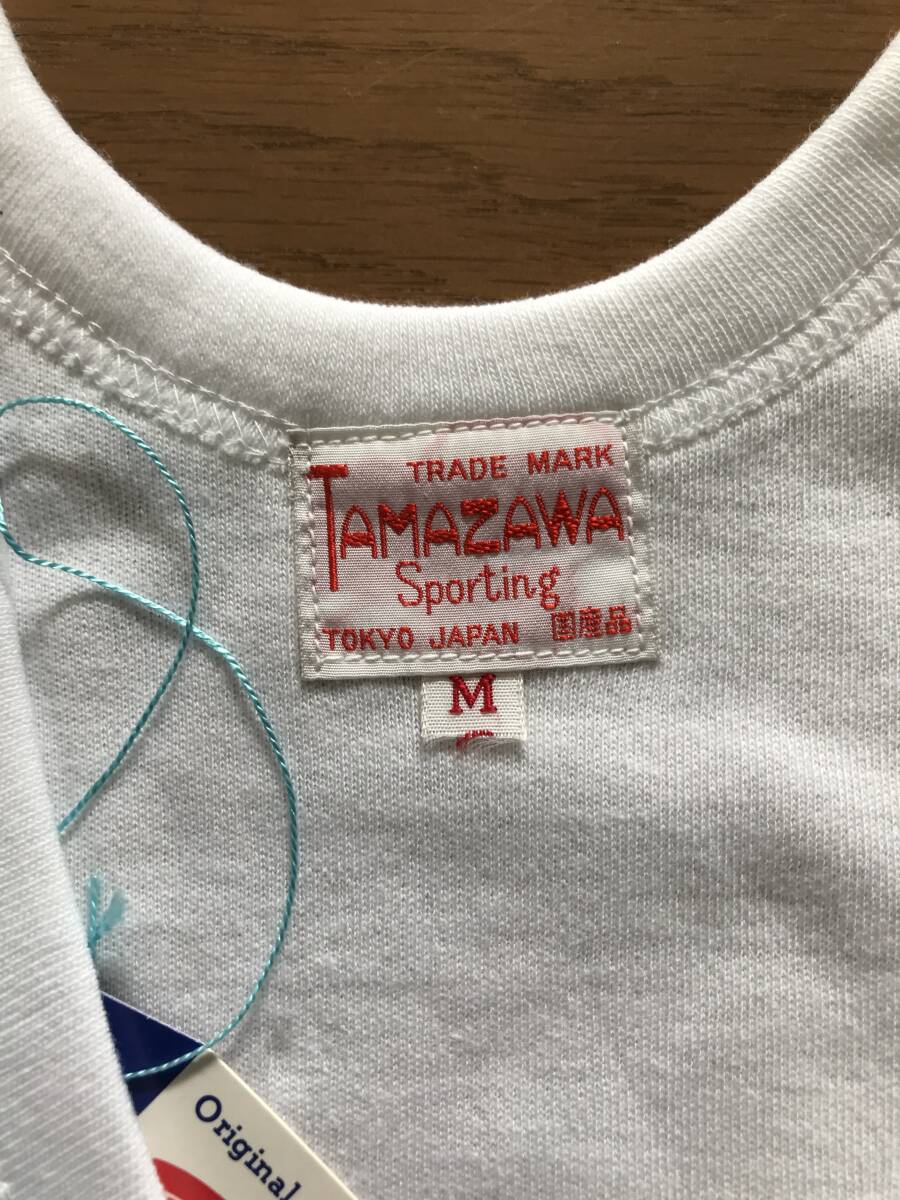 TRADE MARK
TAMAZAWA
Sporting
TOKYO JAPAN 国産品
M
Original